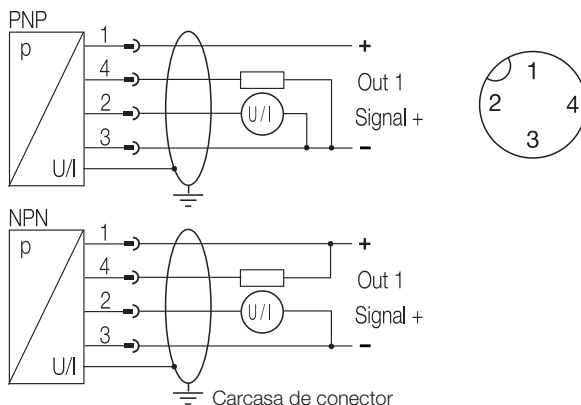 PNP
p
1
+
4
Out 1
2
U/I
Signal +
3
-
U/I
1
2
4
3
NPN
p
1
+
4
Out 1
2
U/I
Signal +
3
-
U/I
Carcasa de conector